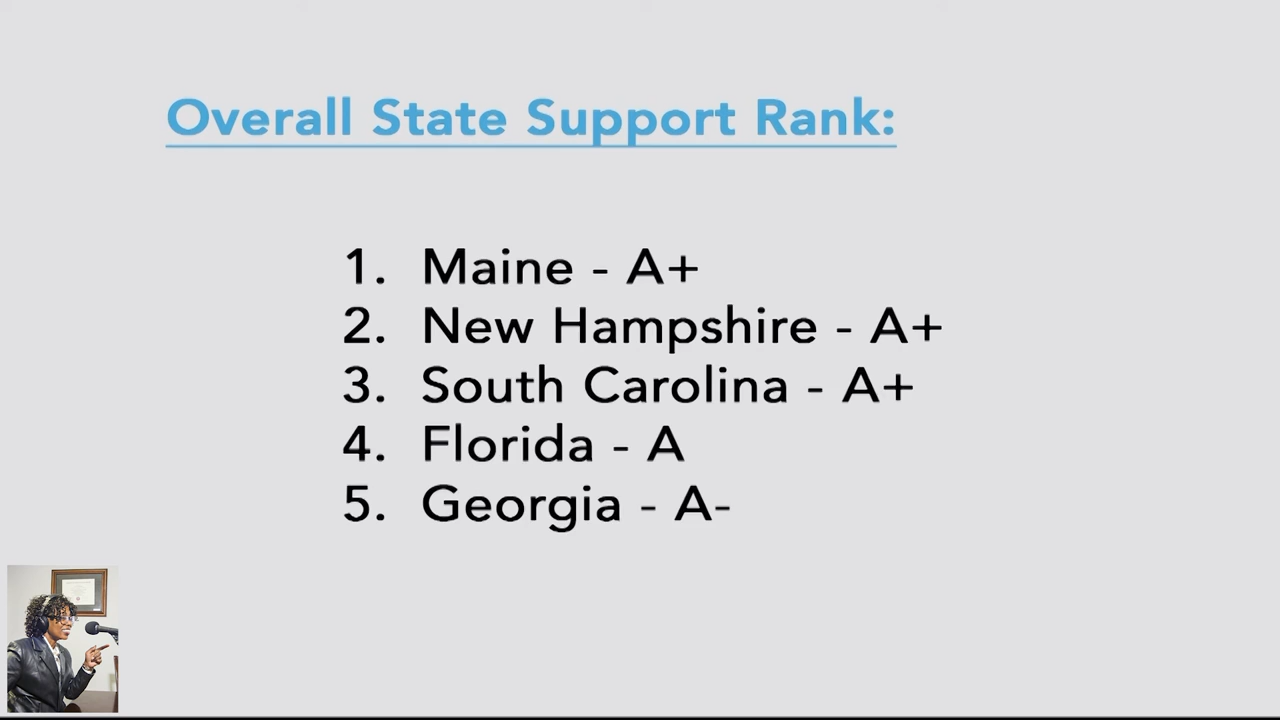 Overall State Support Rank:
1. Maine - A+
2. New Hampshire - A+
3. South Carolina - A+
4. Florida - A
5. Georgia - A-